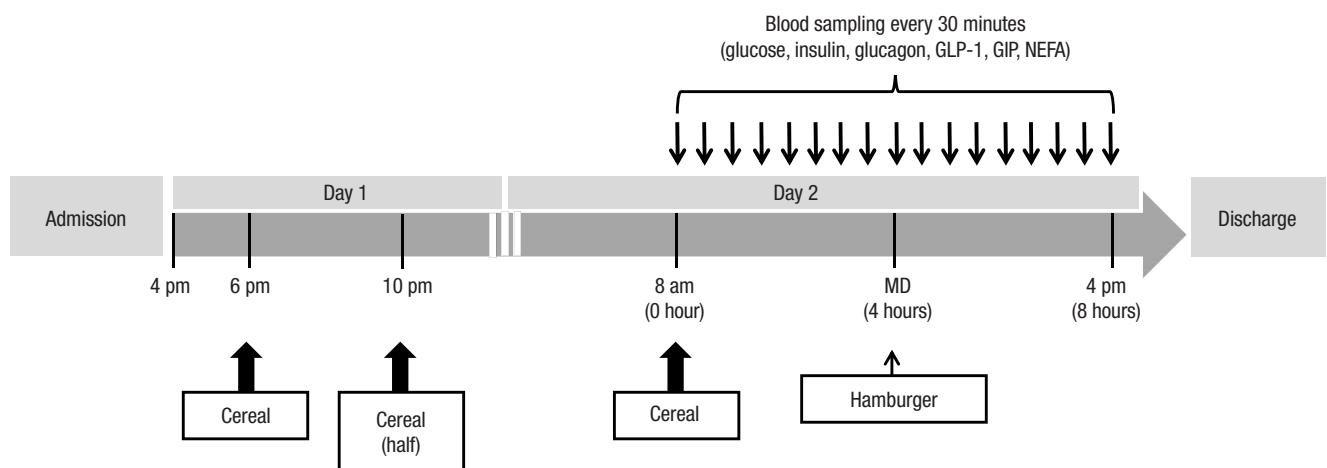 Blood sampling every 30 minutes
(glucose, insulin, glucagon, GLP-1, GIP, NEFA)
Admission
Day 1
Day 2
Discharge
4 pm
6 pm
10 pm
8 am
(0 hour)
MD
(4 hours)
4 pm
(8 hours)
Cereal
Cereal
(half)
Cereal
Hamburger